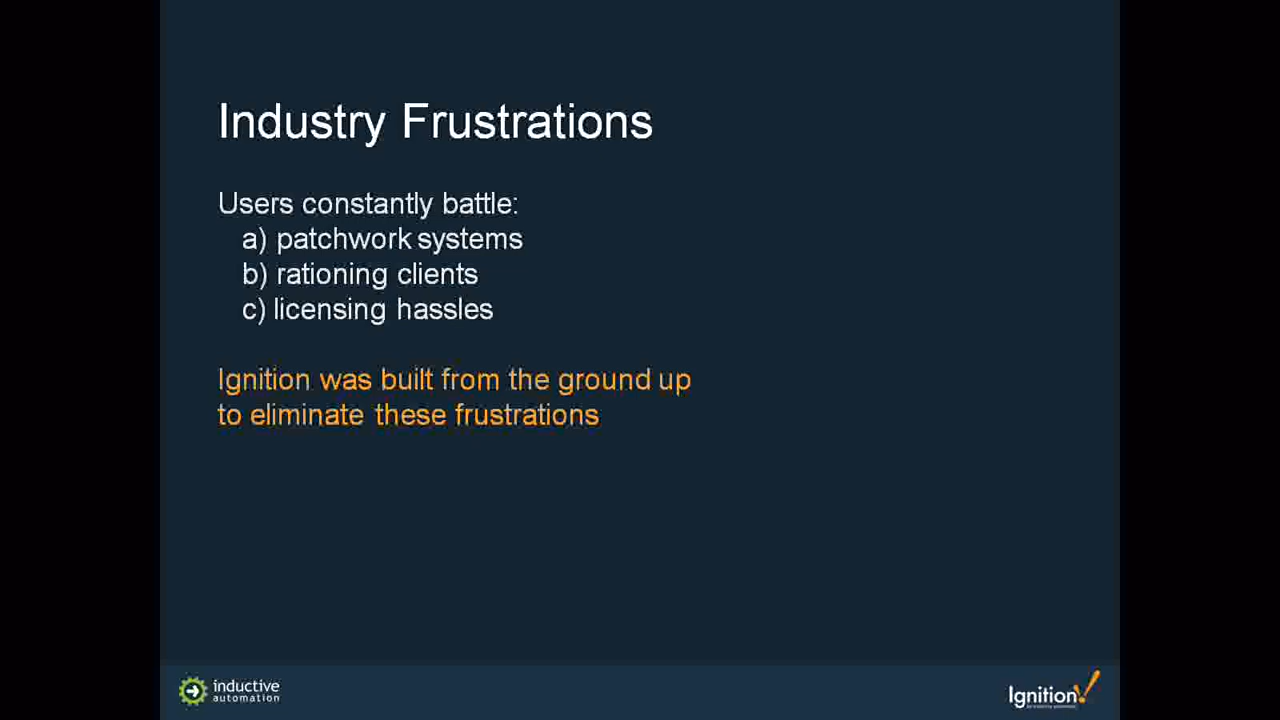 Industry Frustrations
Users constantly battle:
a) patchwork systems
b) rationing clients
c) licensing hassles
Ignition was built from the ground up
to eliminate these frustrations
inductive
automation
Ignition!